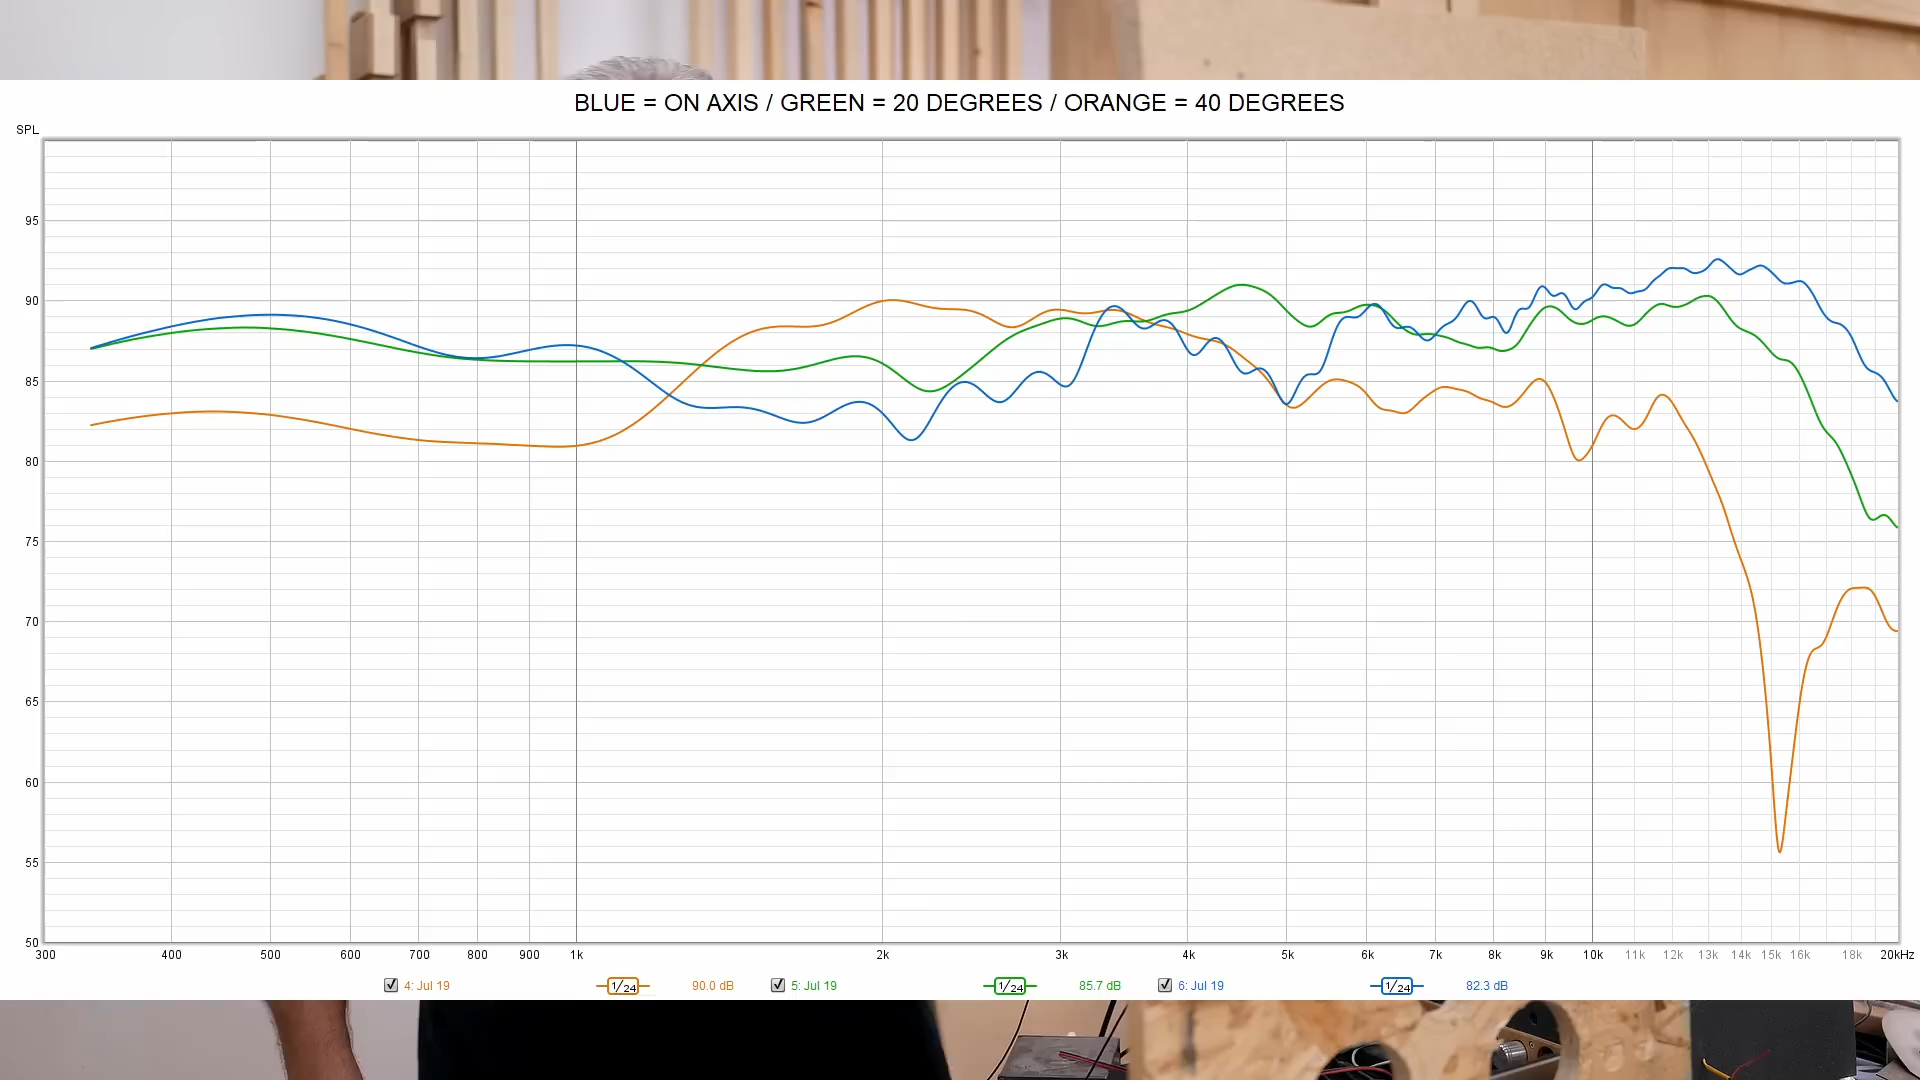 BLUE = ON AXIS / GREEN = 20 DEGREES / ORANGE = 40 DEGREES
SPL
95
90
85
80
75
70
65
60
55
50
300 400 500 600 700 800 900 1k 2k 3k 4k 5k 6k 7k 8k 9k 10k 11k 12k 13k 14k 15k 16k 18k 20kHz
4: Jul 19 1/24 90.0 dB 5: Jul 19 1/24 85.7 dB 6: Jul 19 1/24 82.3 dB